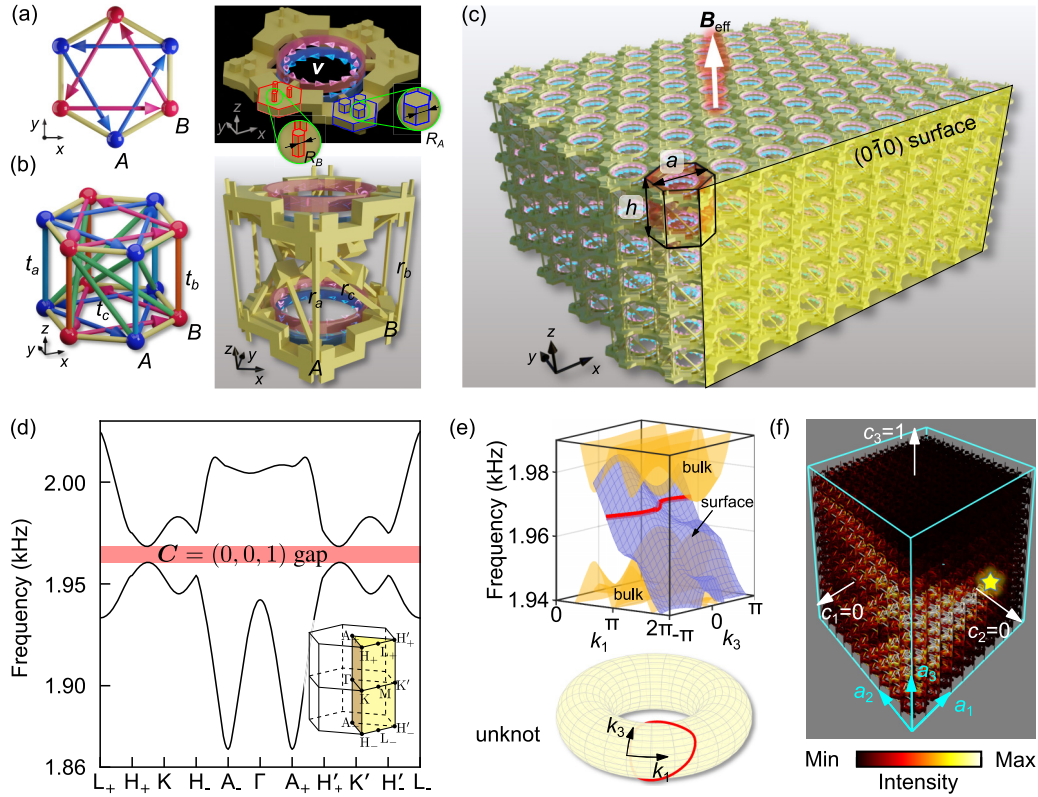 (a)
y
x
A
B
v
z
y
x
R_B
R_A
(b)
t_a
t_b
t_c
B
A
z
y
x
r_a
r_c
r_b
A
B
z
y
x
(c)
B_eff
(01̄0) surface
a
h
z
y
x
(d)
Frequency (kHz)
2.00
1.95
1.90
1.86
C = (0,0,1) gap
A₊ H'₊
L₊
H₊
Γ K'
M
K
A₋ H'₋
L₋
H₋
L₊ H₊ K H₋ A₋ Γ A₊ H'₊ K' H'₋ L₋
(e)
Frequency (kHz)
1.98
1.96
1.94
bulk
surface
bulk
0 π 2π -π 0 π
k₁ k₃
unknot
k₃
k₁
(f)
c₃=1
c₁=0
c₂=0
a₃
a₂
a₁
Min Max
Intensity